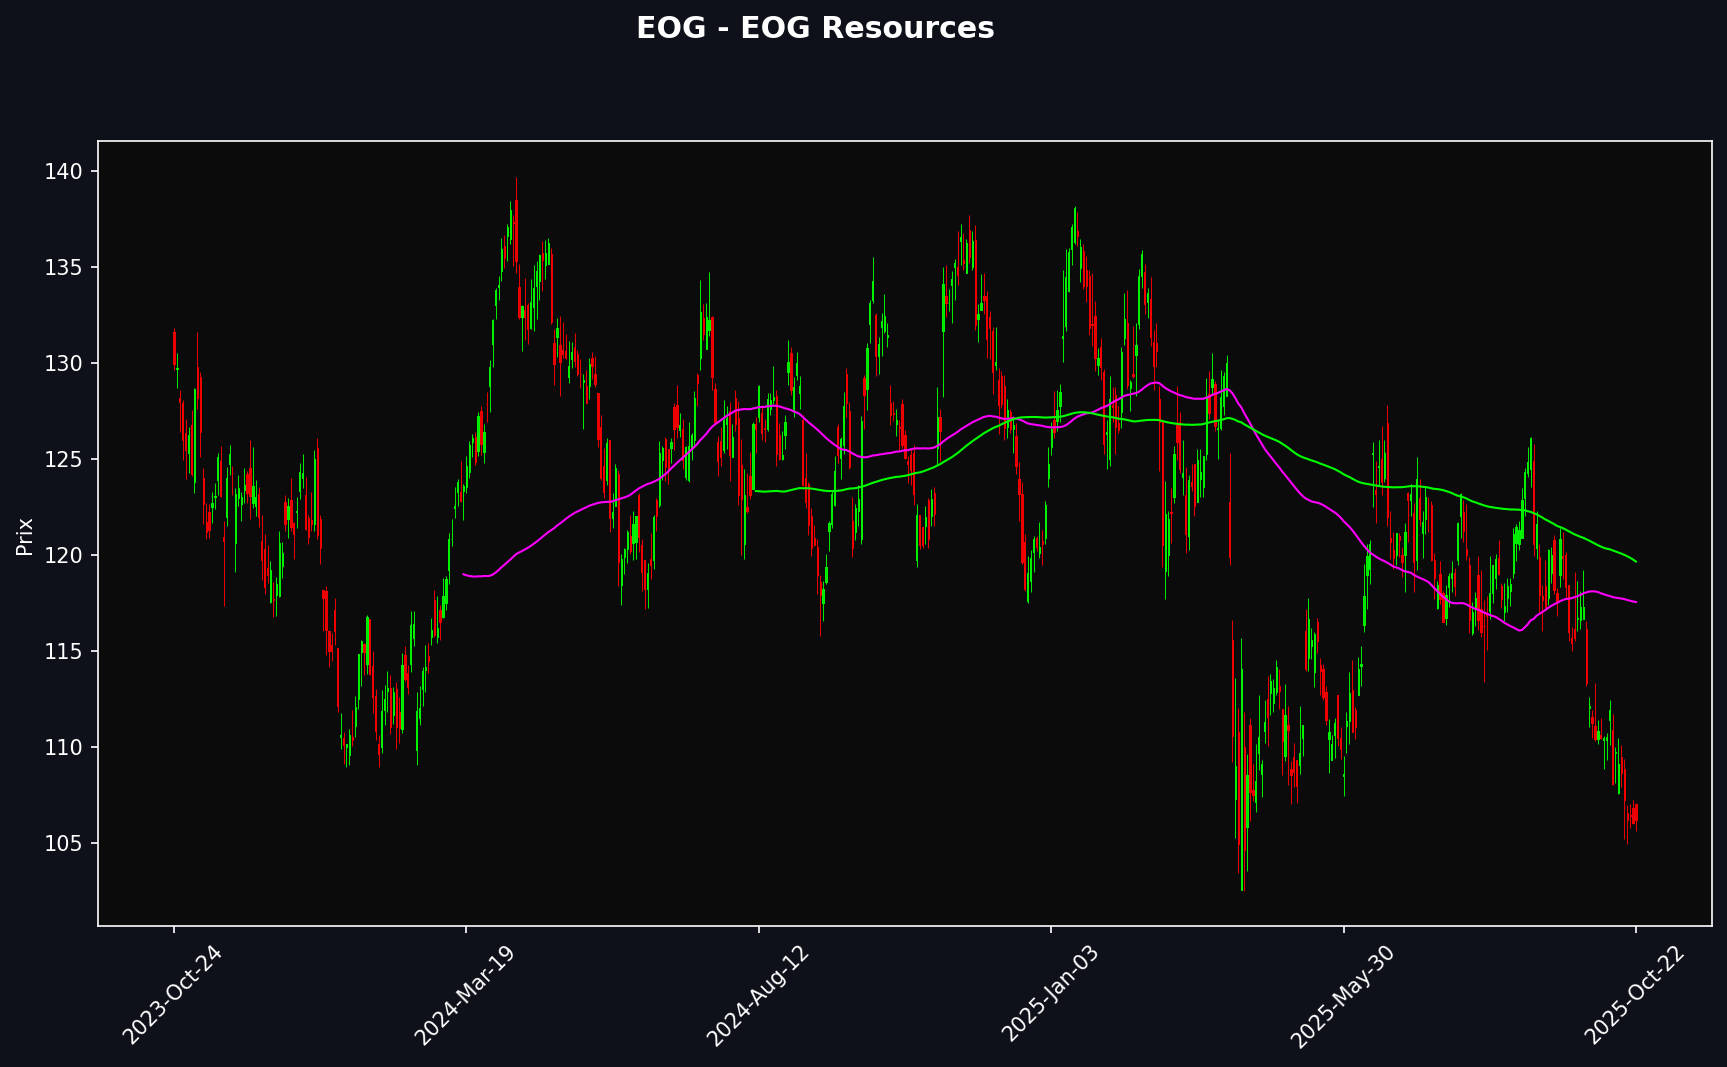 EOG - EOG Resources
Prix
140
135
130
125
120
115
110
105
2023-Oct-24
2024-Mar-19
2024-Aug-12
2025-Jan-03
2025-May-30
2025-Oct-22